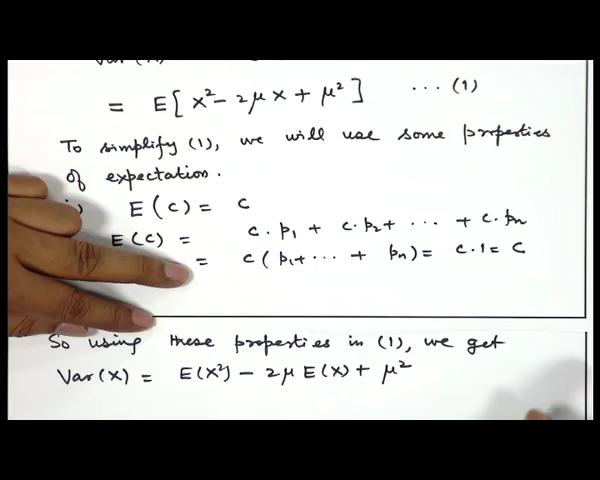 = E[ X² − 2μX + μ² ] ... (1)
To simplify (1), we will use some properties
of expectation.
E(c) = c
E(c) = c·p₁ + c·p₂ + ... + c·pₙ
= c(p₁ + ... + pₙ) = c·1 = c
So using these properties in (1), we get
Var(X) = E(X²) − 2μ E(X) + μ²